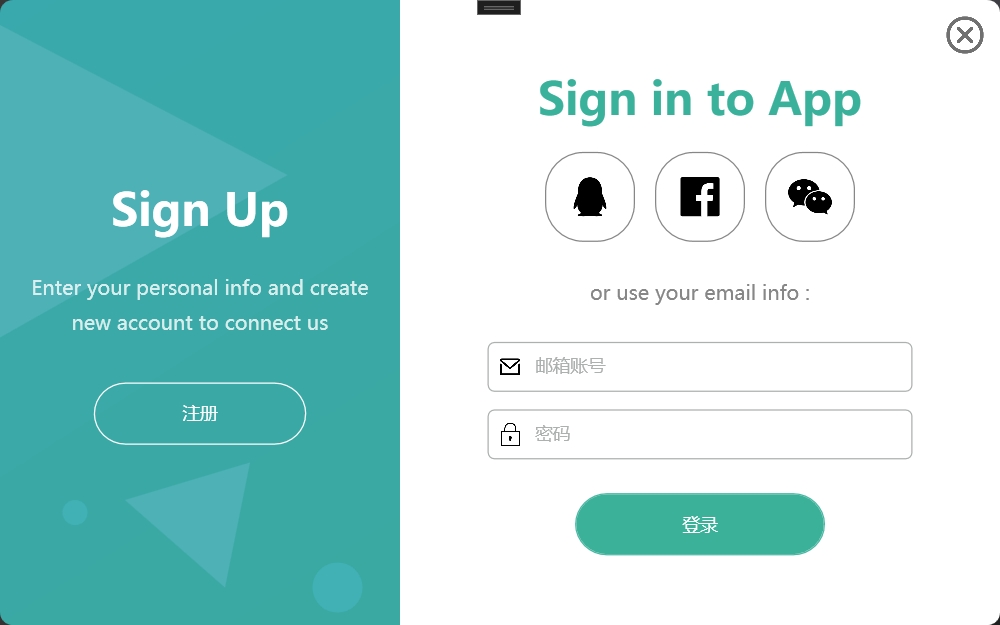 Sign Up
Enter your personal info and create
new account to connect us
注册
Sign in to App
or use your email info :
邮箱账号
密码
登录